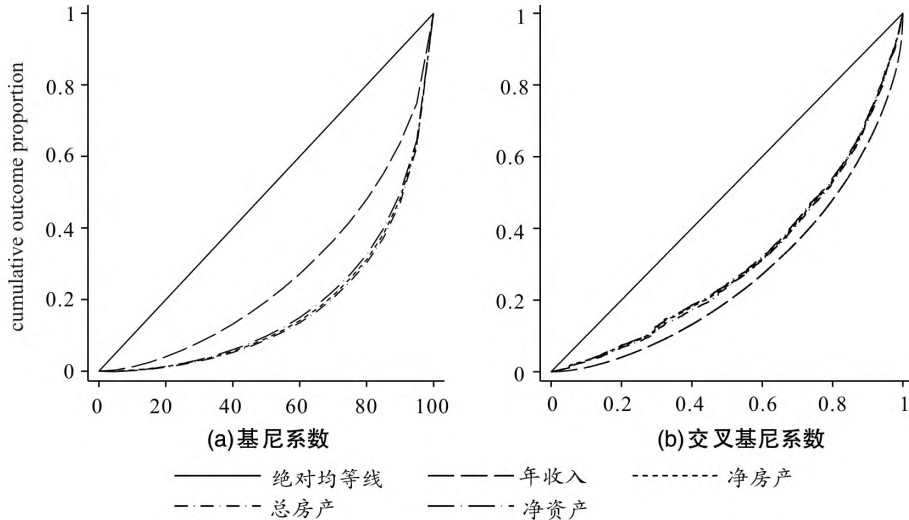 cumulative outcome proportion
1
0.8
0.6
0.4
0.2
0
0 20 40 60 80 100
(a)基尼系数
1
0.8
0.6
0.4
0.2
0
0 0.2 0.4 0.6 0.8 1
(b)交叉基尼系数
绝对均等线 年收入 净房产
总房产 净资产